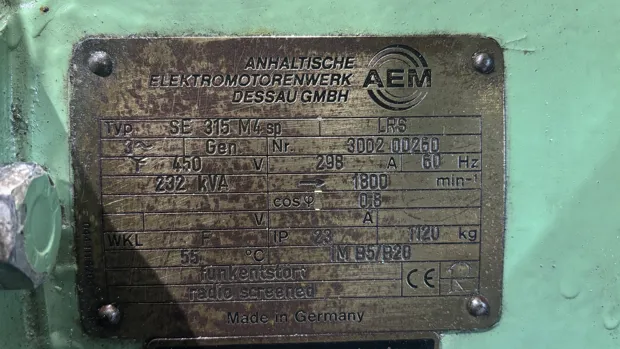 ANHALTISCHE
ELEKTROMOTORENWERK
DESSAU GMBH
AEM
Typ SE 315 M4 sp LRS
3~ Gen. Nr. 3002 00260
450 V 298 A 60 Hz
232 kVA → 1800 min⁻¹
cosφ 0,8
V A
WKL F IP 23 1120 kg
55 °C IM B5/B20
funkentstört
radio screened
CE
Made in Germany